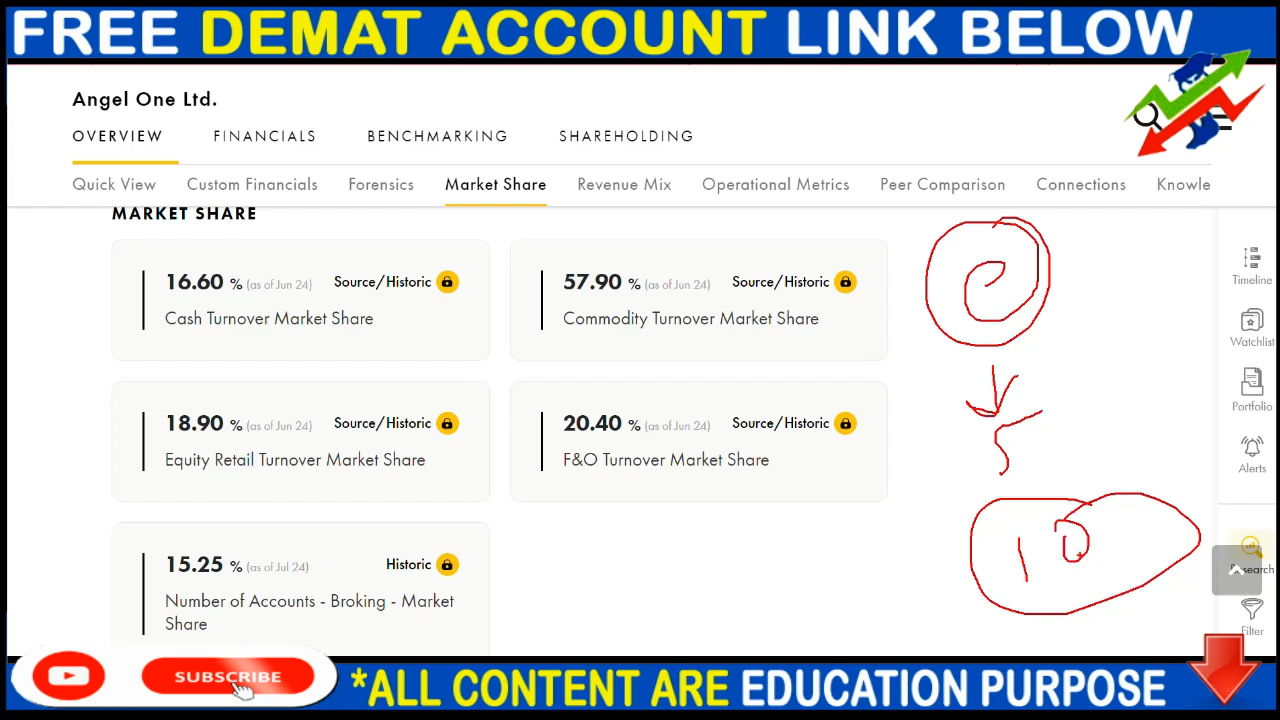 FREE DEMAT ACCOUNT LINK BELOW
Angel One Ltd.
OVERVIEW FINANCIALS BENCHMARKING SHAREHOLDING
Quick View Custom Financials Forensics Market Share Revenue Mix Operational Metrics Peer Comparison Connections Knowle
MARKET SHARE
16.60 % (as of Jun 24) Source/Historic
Cash Turnover Market Share
57.90 % (as of Jun 24) Source/Historic
Commodity Turnover Market Share
18.90 % (as of Jun 24) Source/Historic
Equity Retail Turnover Market Share
20.40 % (as of Jun 24) Source/Historic
F&O Turnover Market Share
15.25 % (as of Jul 24) Historic
Number of Accounts - Broking - Market
Share
10
Timeline
Watchlist
Portfolio
Alerts
Research
Filter
SUBSCRIBE
*ALL CONTENT ARE EDUCATION PURPOSE